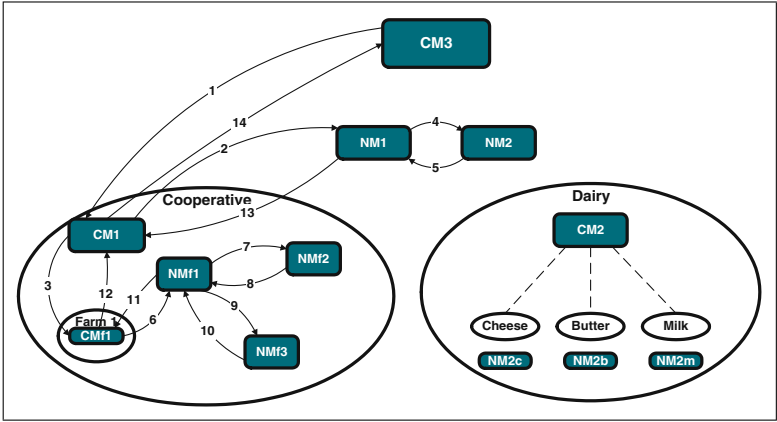 CM3
1
14
2
4
NM1
NM2
5
Cooperative
13
Dairy
CM1
CM2
7
NMf1
NMf2
3
12
11
8
9
Farm 1
6
10
CMf1
Cheese
Butter
Milk
NMf3
NM2c
NM2b
NM2m